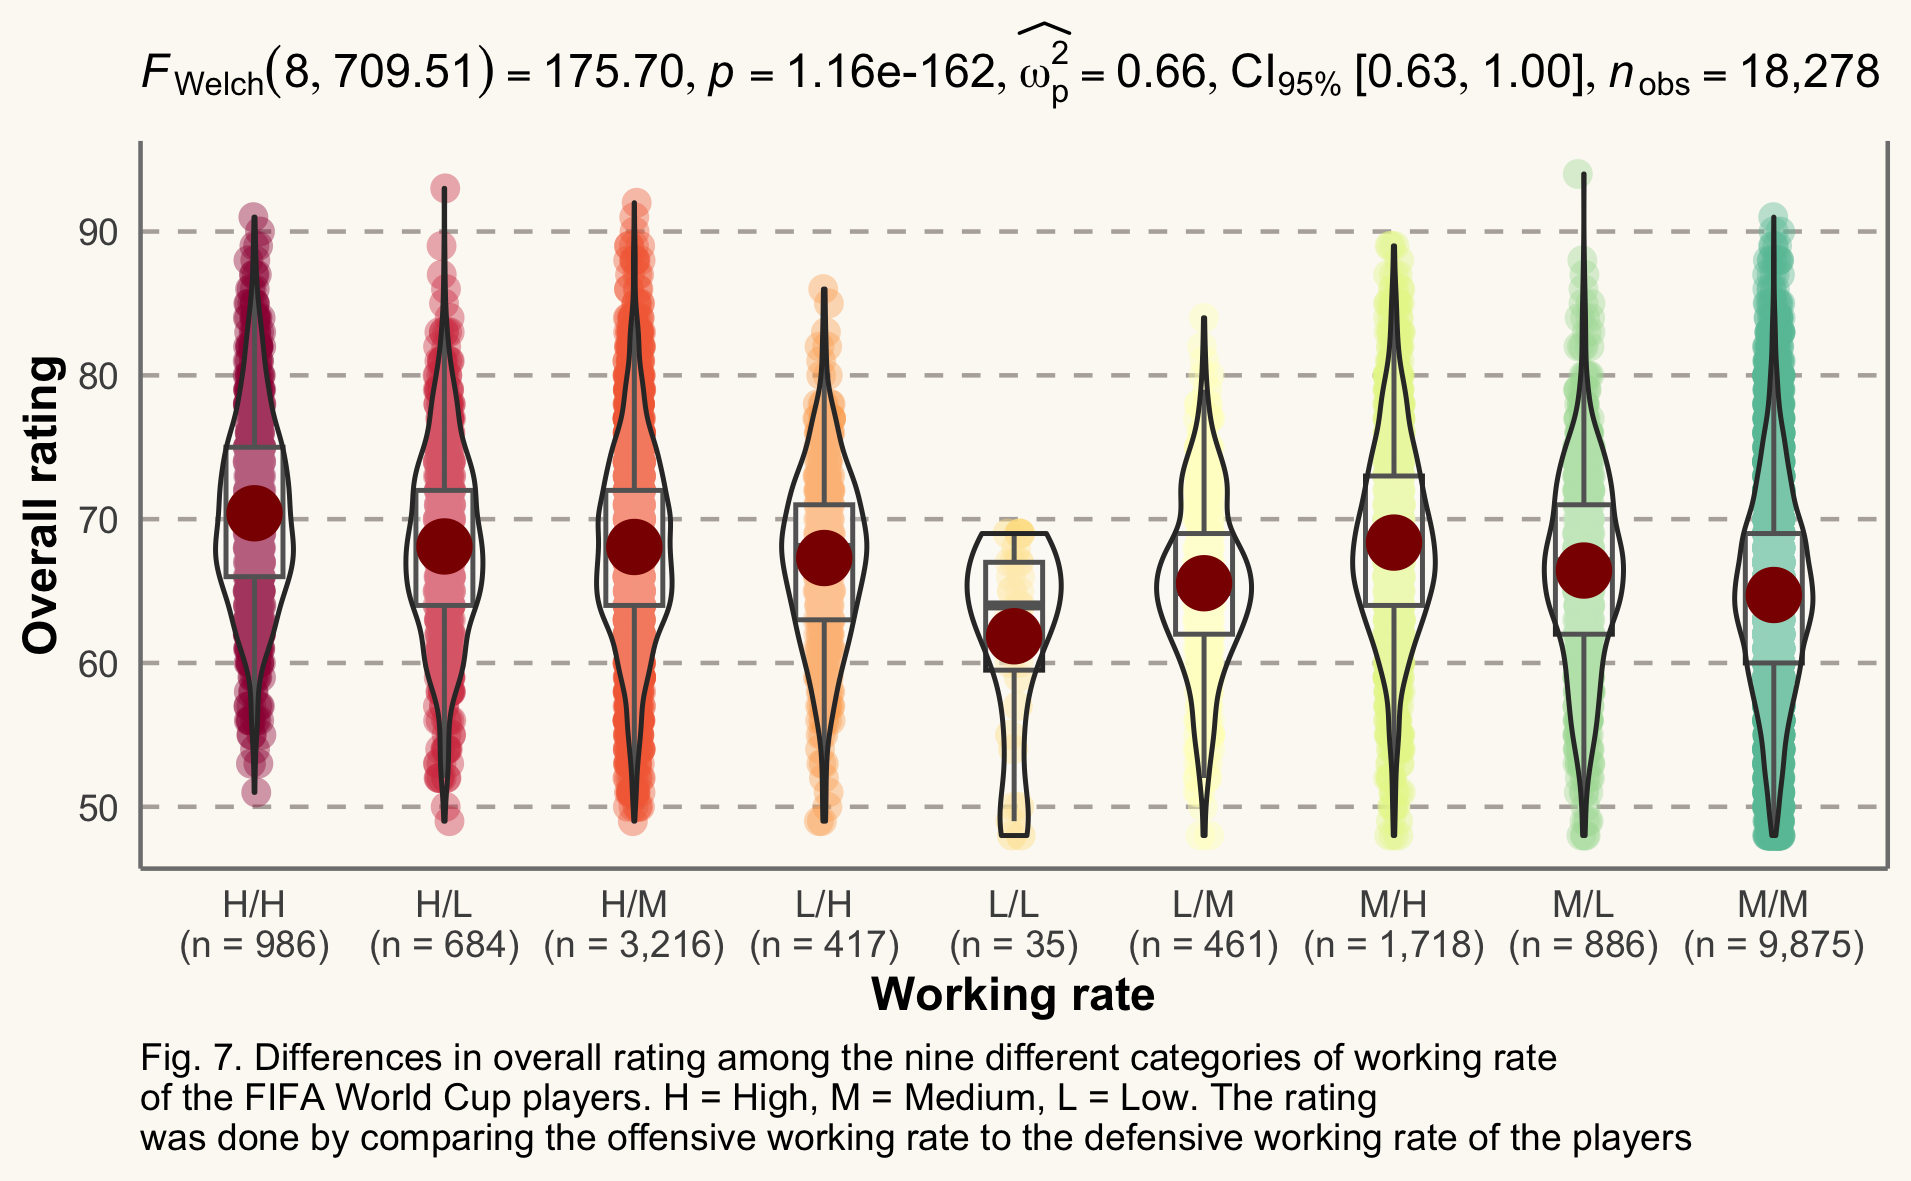 F Welch(8, 709.51) = 175.70, p = 1.16e-162, ω̂²p = 0.66, CI95% [0.63, 1.00], nobs = 18,278
Overall rating
90
80
70
60
50
H/H H/L H/M L/H L/L L/M M/H M/L M/M
(n = 986) (n = 684) (n = 3,216) (n = 417) (n = 35) (n = 461) (n = 1,718) (n = 886) (n = 9,875)
Working rate
Fig. 7. Differences in overall rating among the nine different categories of working rate
of the FIFA World Cup players. H = High, M = Medium, L = Low. The rating
was done by comparing the offensive working rate to the defensive working rate of the players